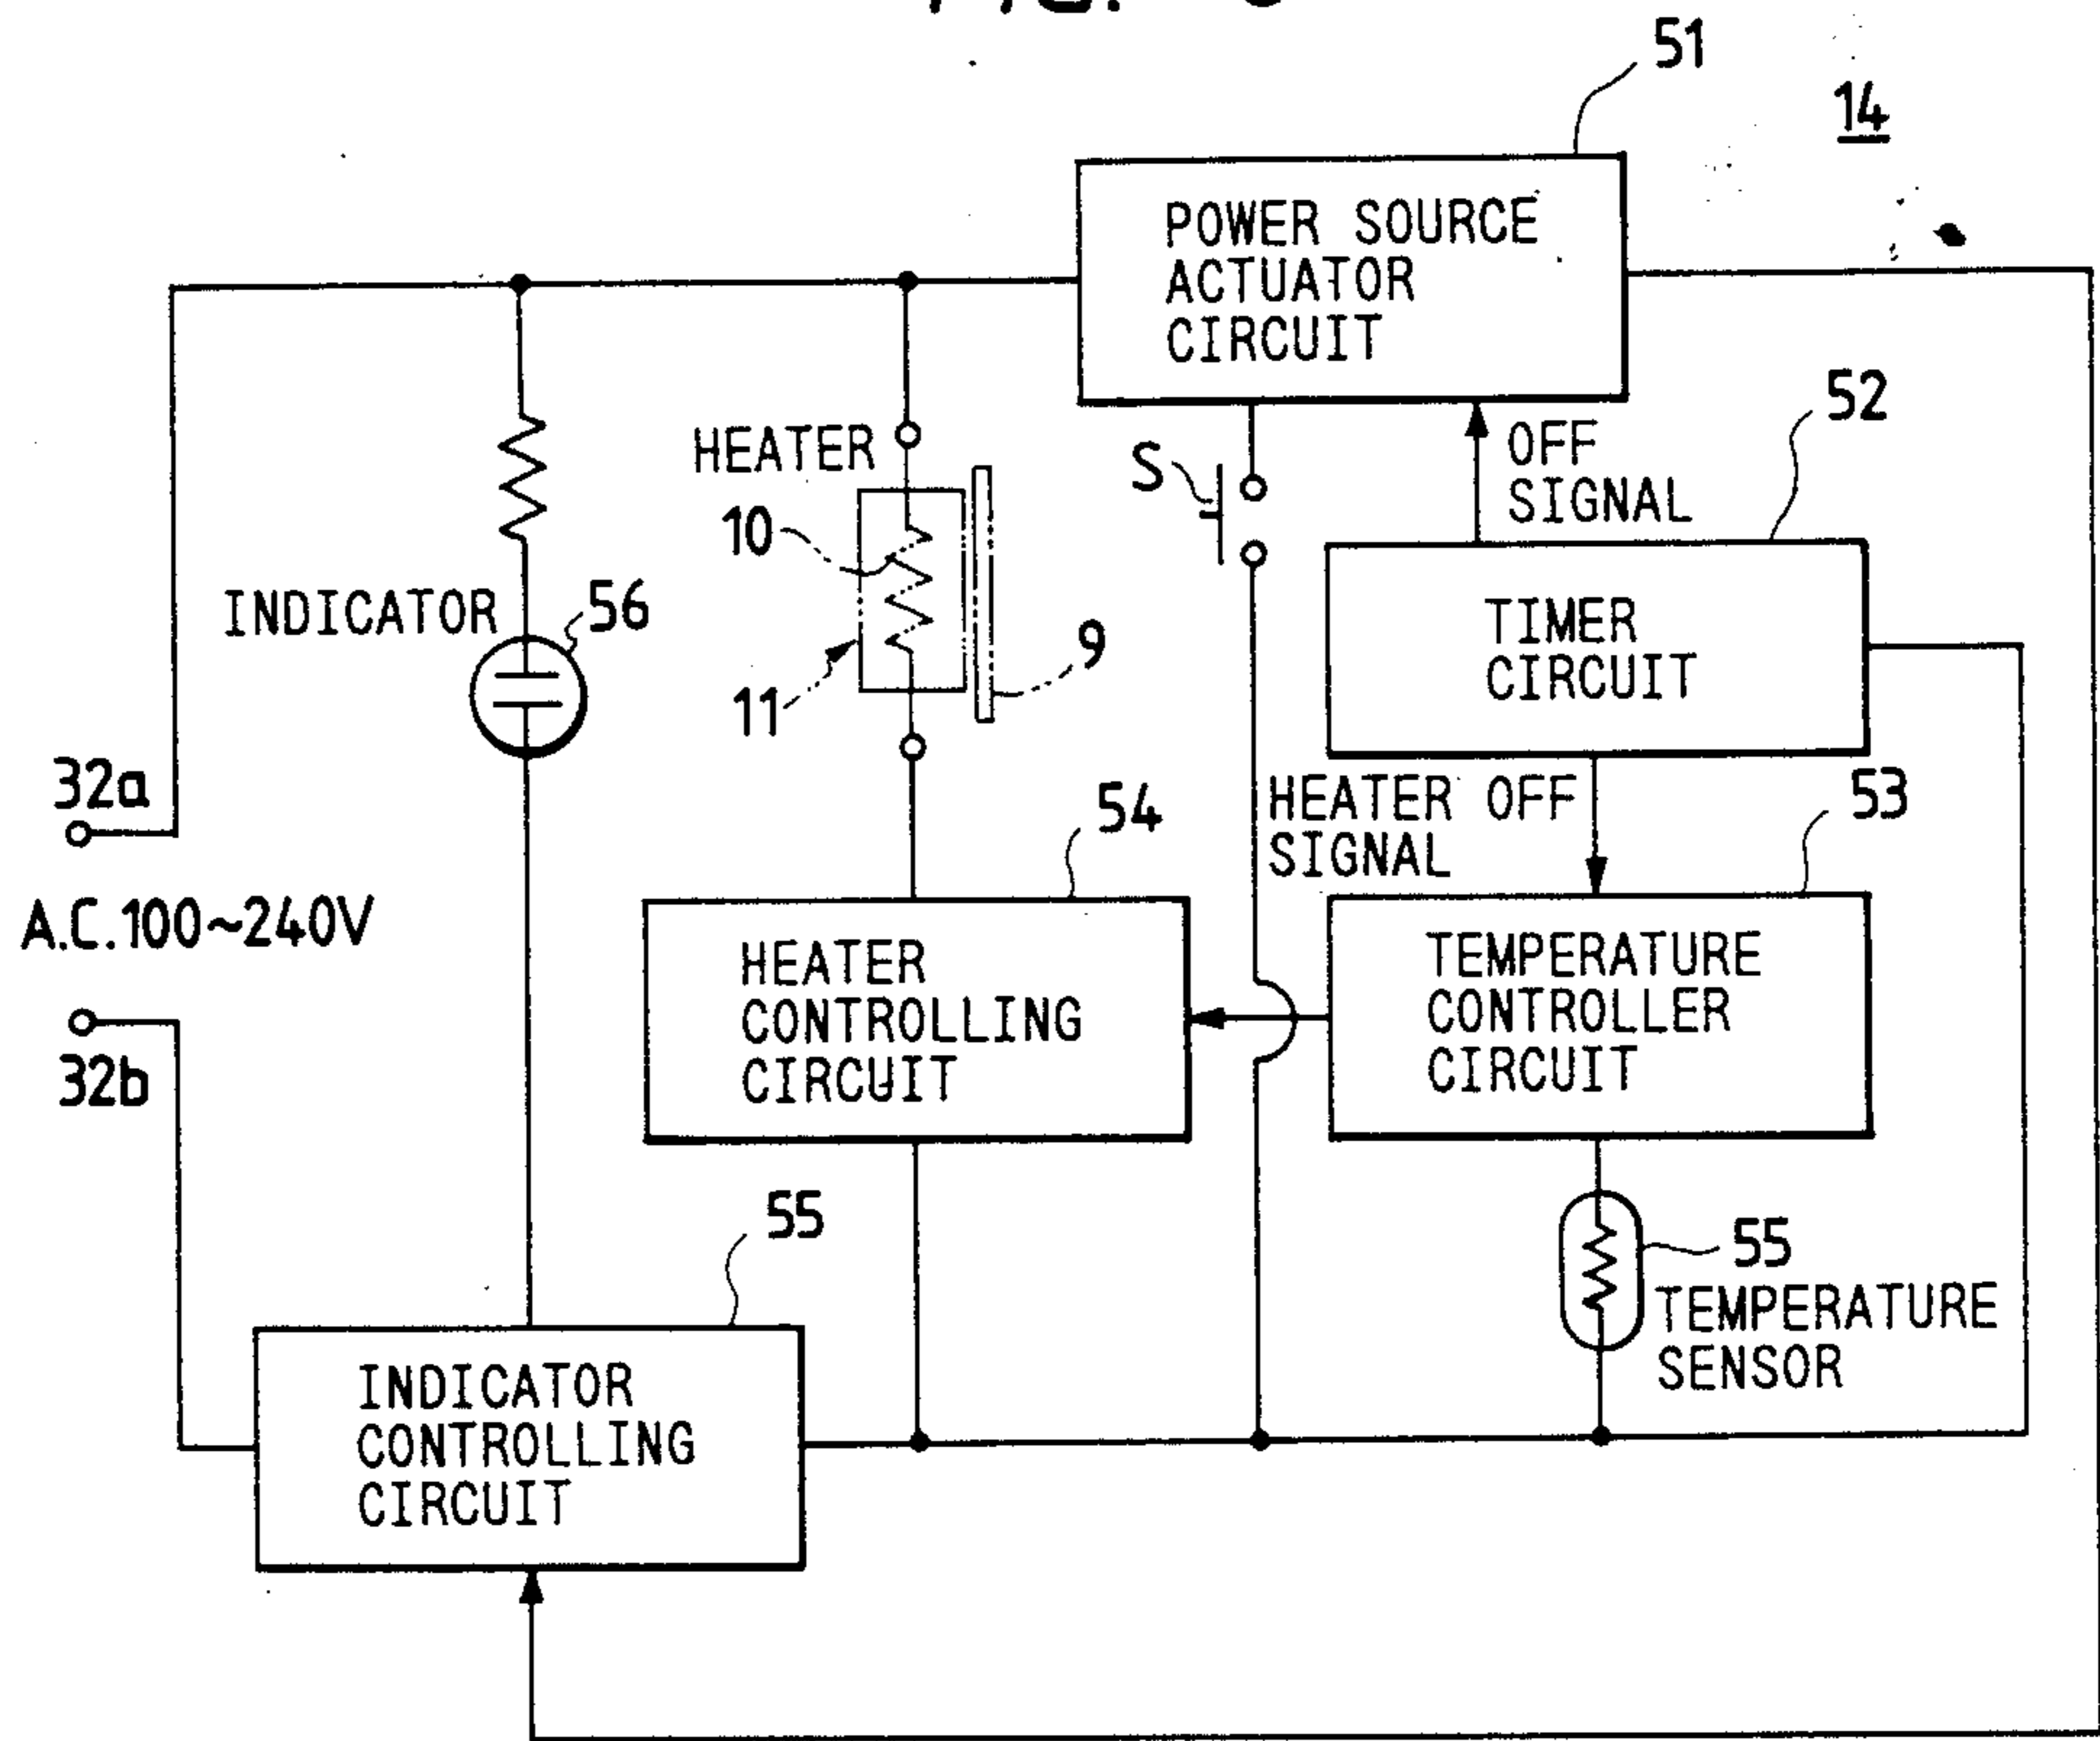 51
14
POWER SOURCE
ACTUATOR
CIRCUIT
52
HEATER
S
OFF
SIGNAL
10
INDICATOR
56
TIMER
CIRCUIT
9
11
32a
54
HEATER OFF
SIGNAL
53
A.C.100~240V
HEATER
CONTROLLING
CIRCUIT
TEMPERATURE
CONTROLLER
CIRCUIT
32b
55
55
TEMPERATURE
SENSOR
INDICATOR
CONTROLLING
CIRCUIT